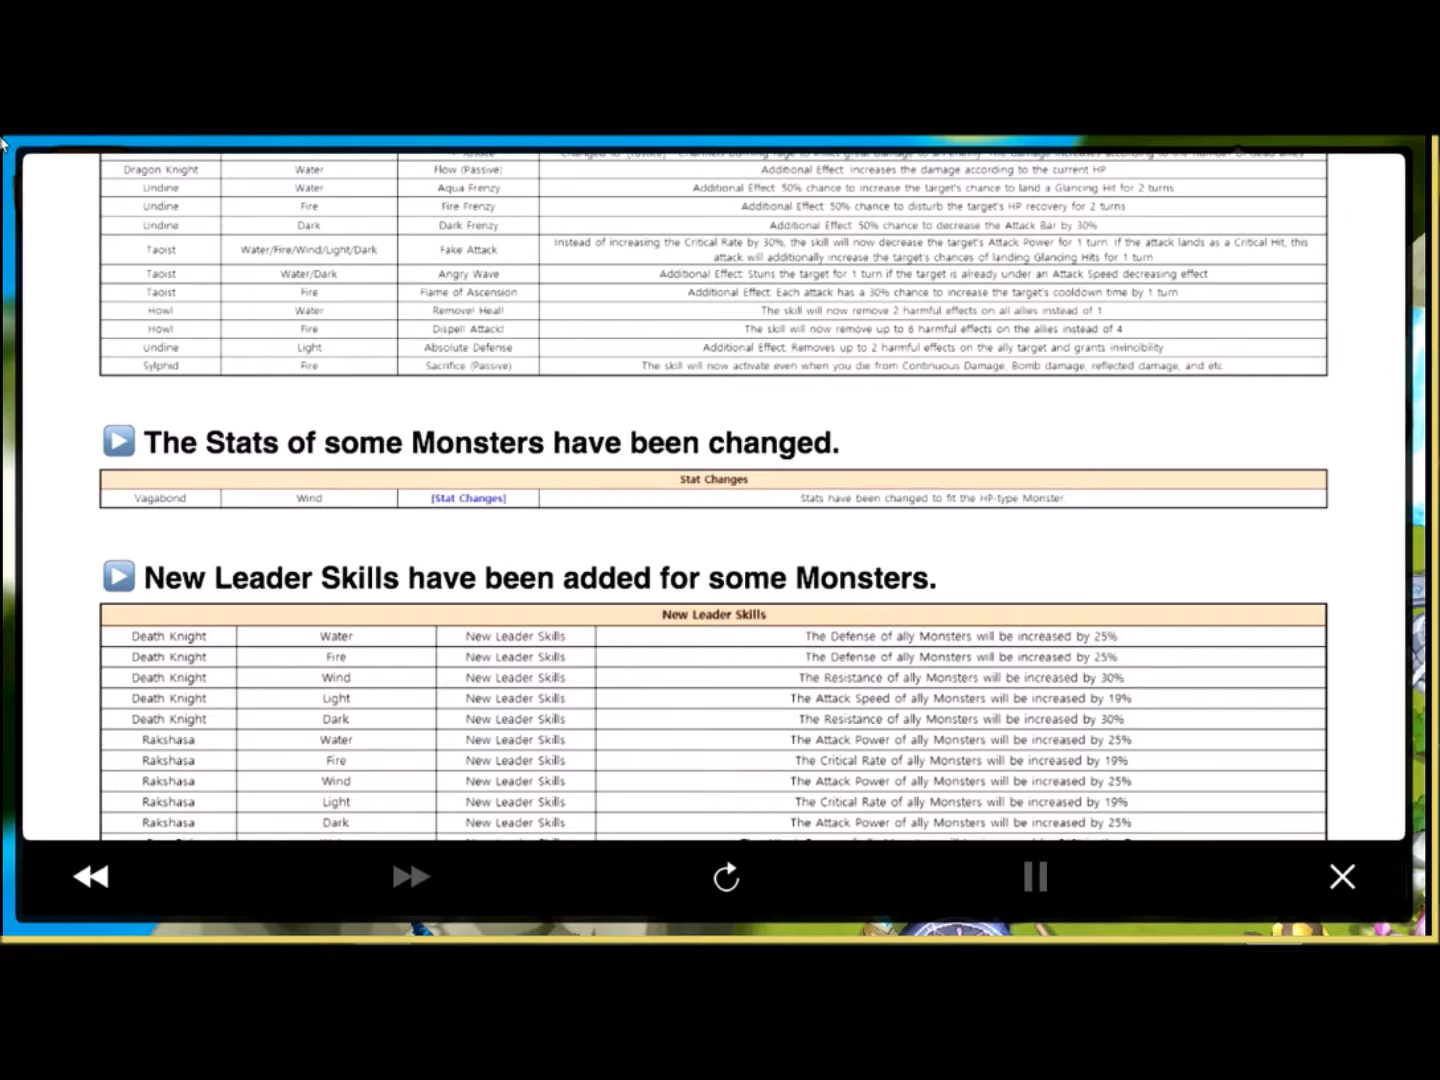 Dragon Knight Water Flow (Passive) Additional Effect: Increases the damage according to the current HP
Undine Water Aqua Frenzy Additional Effect: 50% chance to increase the target's chance to land a Glancing Hit for 2 turns
Undine Fire Fire Frenzy Additional Effect: 50% chance to disturb the target's HP recovery for 2 turns
Undine Dark Dark Frenzy Additional Effect: 50% chance to decrease the Attack Bar by 30%
Taoist Water/Fire/Wind/Light/Dark Fake Attack Instead of increasing the Critical Rate by 30%, the skill will now decrease the target's Attack Power for 1 turn. If the attack lands as a Critical Hit, this
attack will additionally increase the target's chances of landing Glancing Hits for 1 turn
Taoist Water/Dark Angry Wave Additional Effect: Stuns the target for 1 turn if the target is already under an Attack Speed decreasing effect
Taoist Fire Flame of Ascension Additional Effect: Each attack has a 30% chance to increase the target's cooldown time by 1 turn
Howl Water Remove! Heal! The skill will now remove 2 harmful effects on all allies instead of 1
Howl Fire Dispel! Attack! The skill will now remove up to 6 harmful effects on the allies instead of 4
Undine Light Absolute Defense Additional Effect: Removes up to 2 harmful effects on the ally target and grants invincibility
Sylphid Fire Sacrifice (Passive) The skill will now activate even when you die from Continuous Damage, Bomb damage, reflected damage, and etc
The Stats of some Monsters have been changed.
Stat Changes
Vagabond Wind [Stat Changes] Stats have been changed to fit the HP-type Monster
New Leader Skills have been added for some Monsters.
New Leader Skills
Death Knight Water New Leader Skills The Defense of ally Monsters will be increased by 25%
Death Knight Fire New Leader Skills The Defense of ally Monsters will be increased by 25%
Death Knight Wind New Leader Skills The Resistance of ally Monsters will be increased by 30%
Death Knight Light New Leader Skills The Attack Speed of ally Monsters will be increased by 19%
Death Knight Dark New Leader Skills The Resistance of ally Monsters will be increased by 30%
Rakshasa Water New Leader Skills The Attack Power of ally Monsters will be increased by 25%
Rakshasa Fire New Leader Skills The Critical Rate of ally Monsters will be increased by 19%
Rakshasa Wind New Leader Skills The Attack Power of ally Monsters will be increased by 25%
Rakshasa Light New Leader Skills The Critical Rate of ally Monsters will be increased by 19%
Rakshasa Dark New Leader Skills The Attack Power of ally Monsters will be increased by 25%